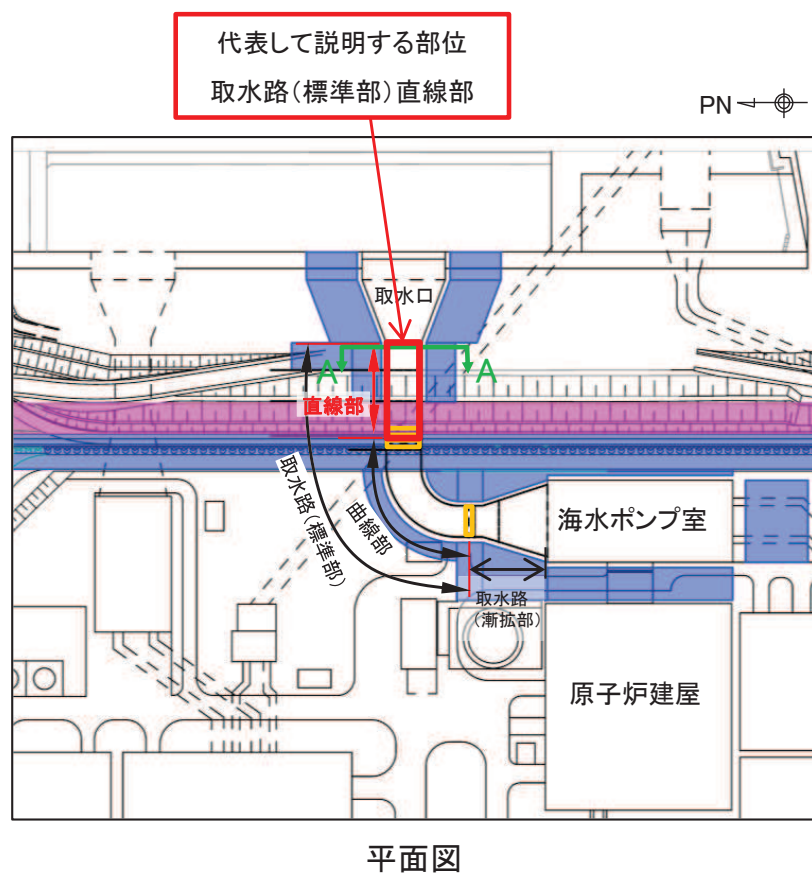 代表して説明する部位
取水路（標準部）直線部
PN
取水口
A
A
直線部
取水路（標準部）
曲線部
海水ポンプ室
取水路
（漸拡部）
原子炉建屋
平面図